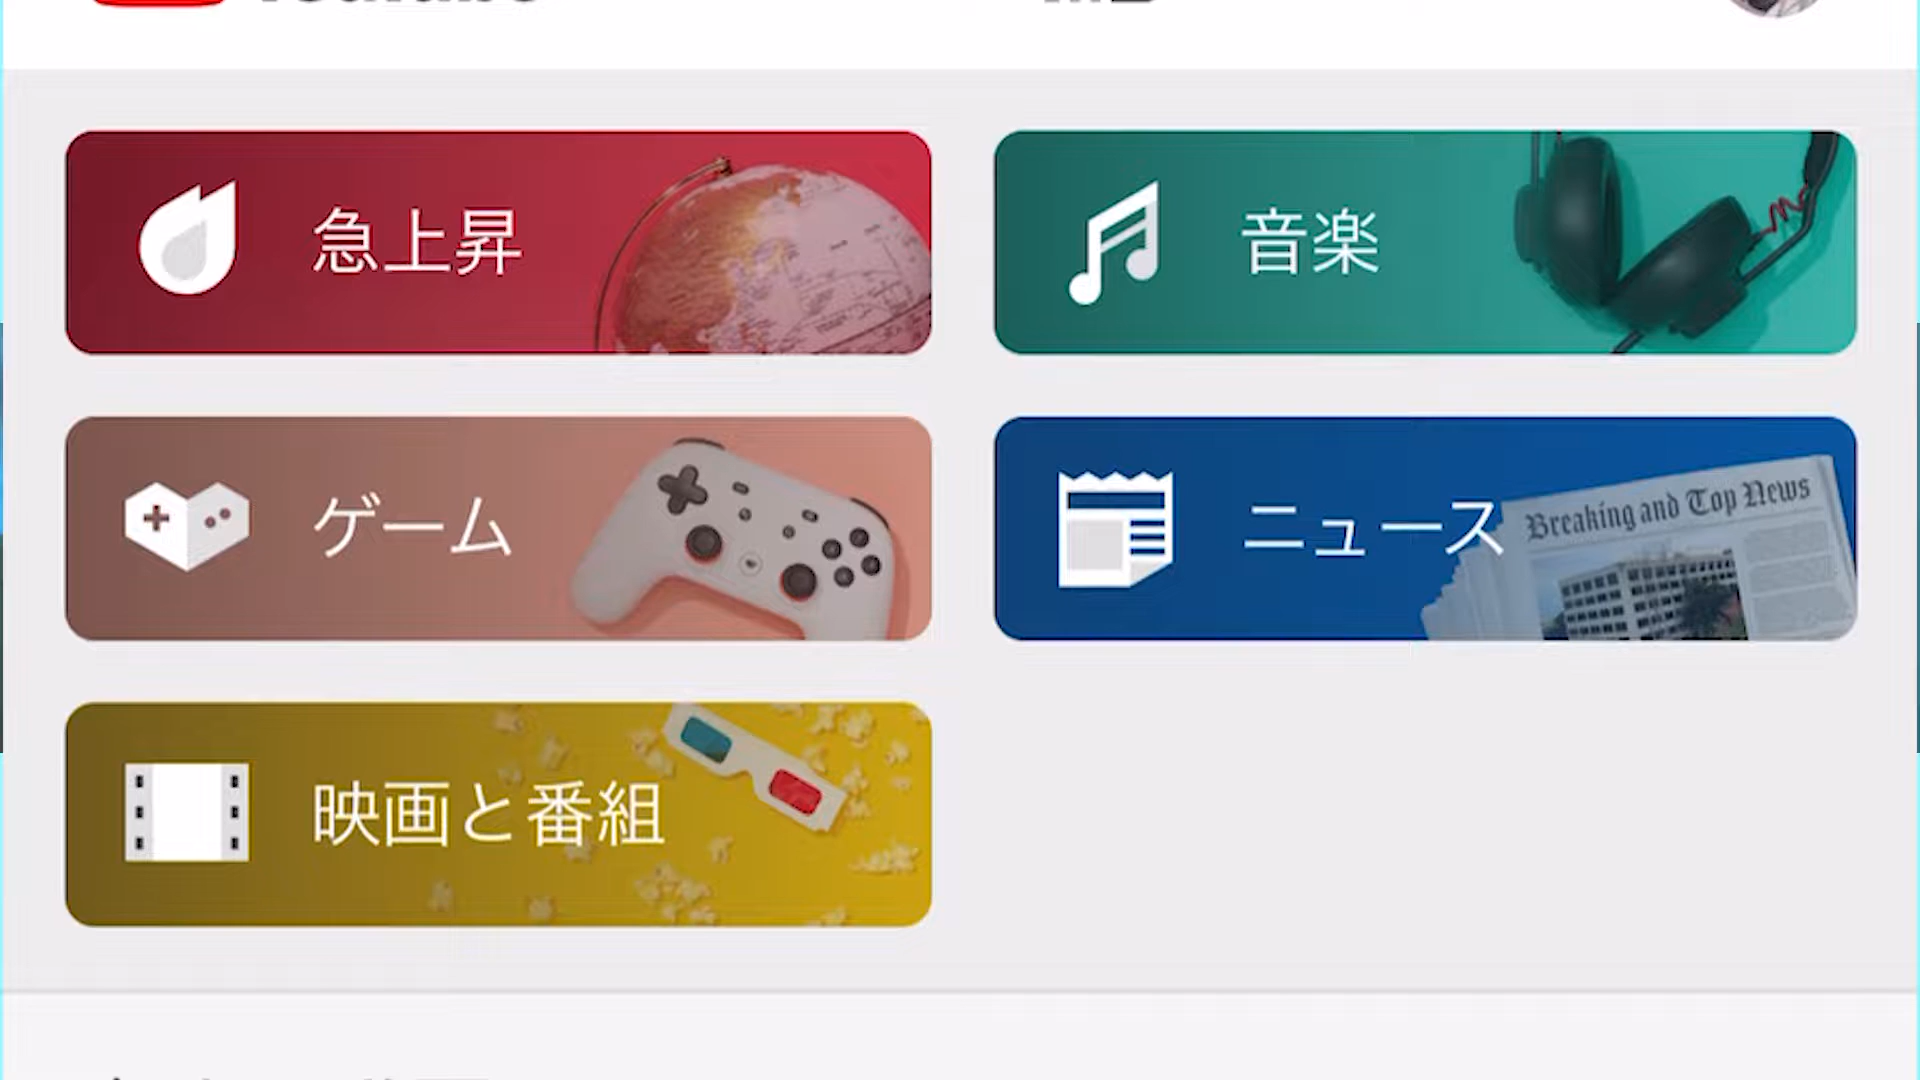 急上昇
音楽
ゲーム
ニュース
Breaking and Top News
映画と番組